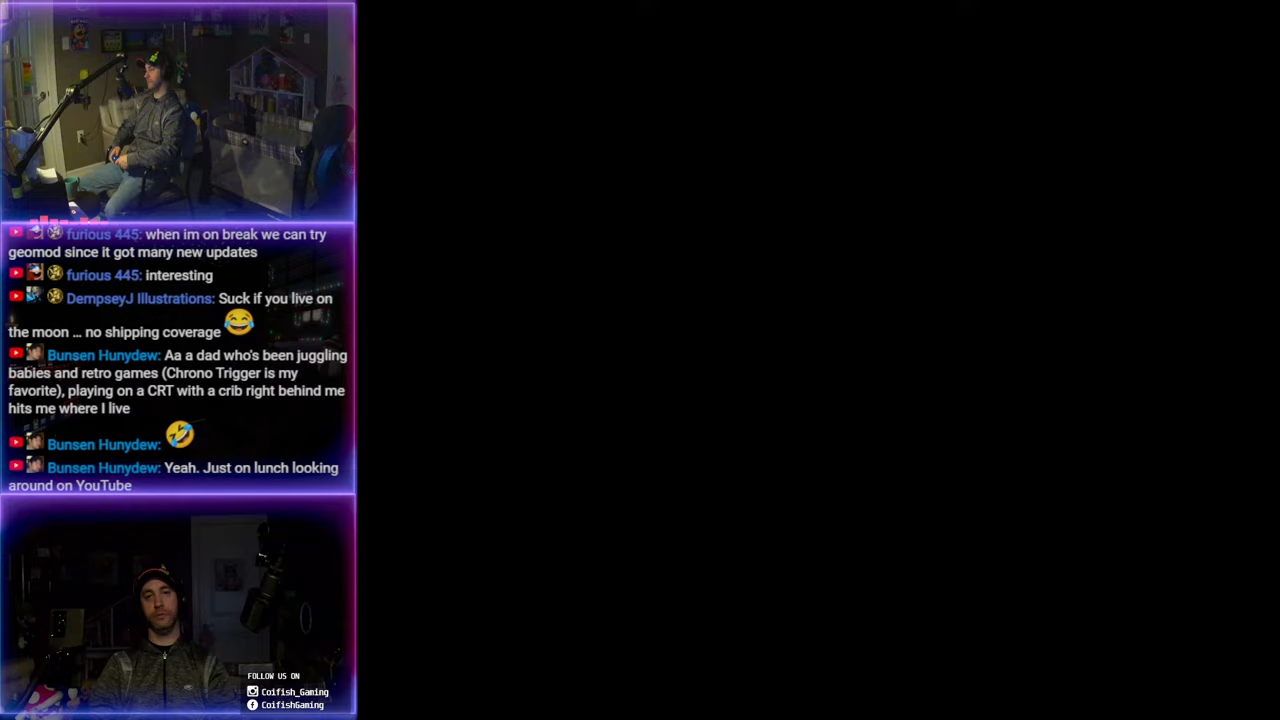 furious 445: when im on break we can try
geomod since it got many new updates
furious 445: interesting
DempseyJ Illustrations: Suck if you live on
the moon ... no shipping coverage 😂
Bunsen Hunydew: Aa a dad who's been juggling
babies and retro games (Chrono Trigger is my
favorite), playing on a CRT with a crib right behind me
hits me where I live
Bunsen Hunydew: 🤣
Bunsen Hunydew: Yeah. Just on lunch looking
around on YouTube
FOLLOW US ON
Coifish_Gaming
CoifishGaming